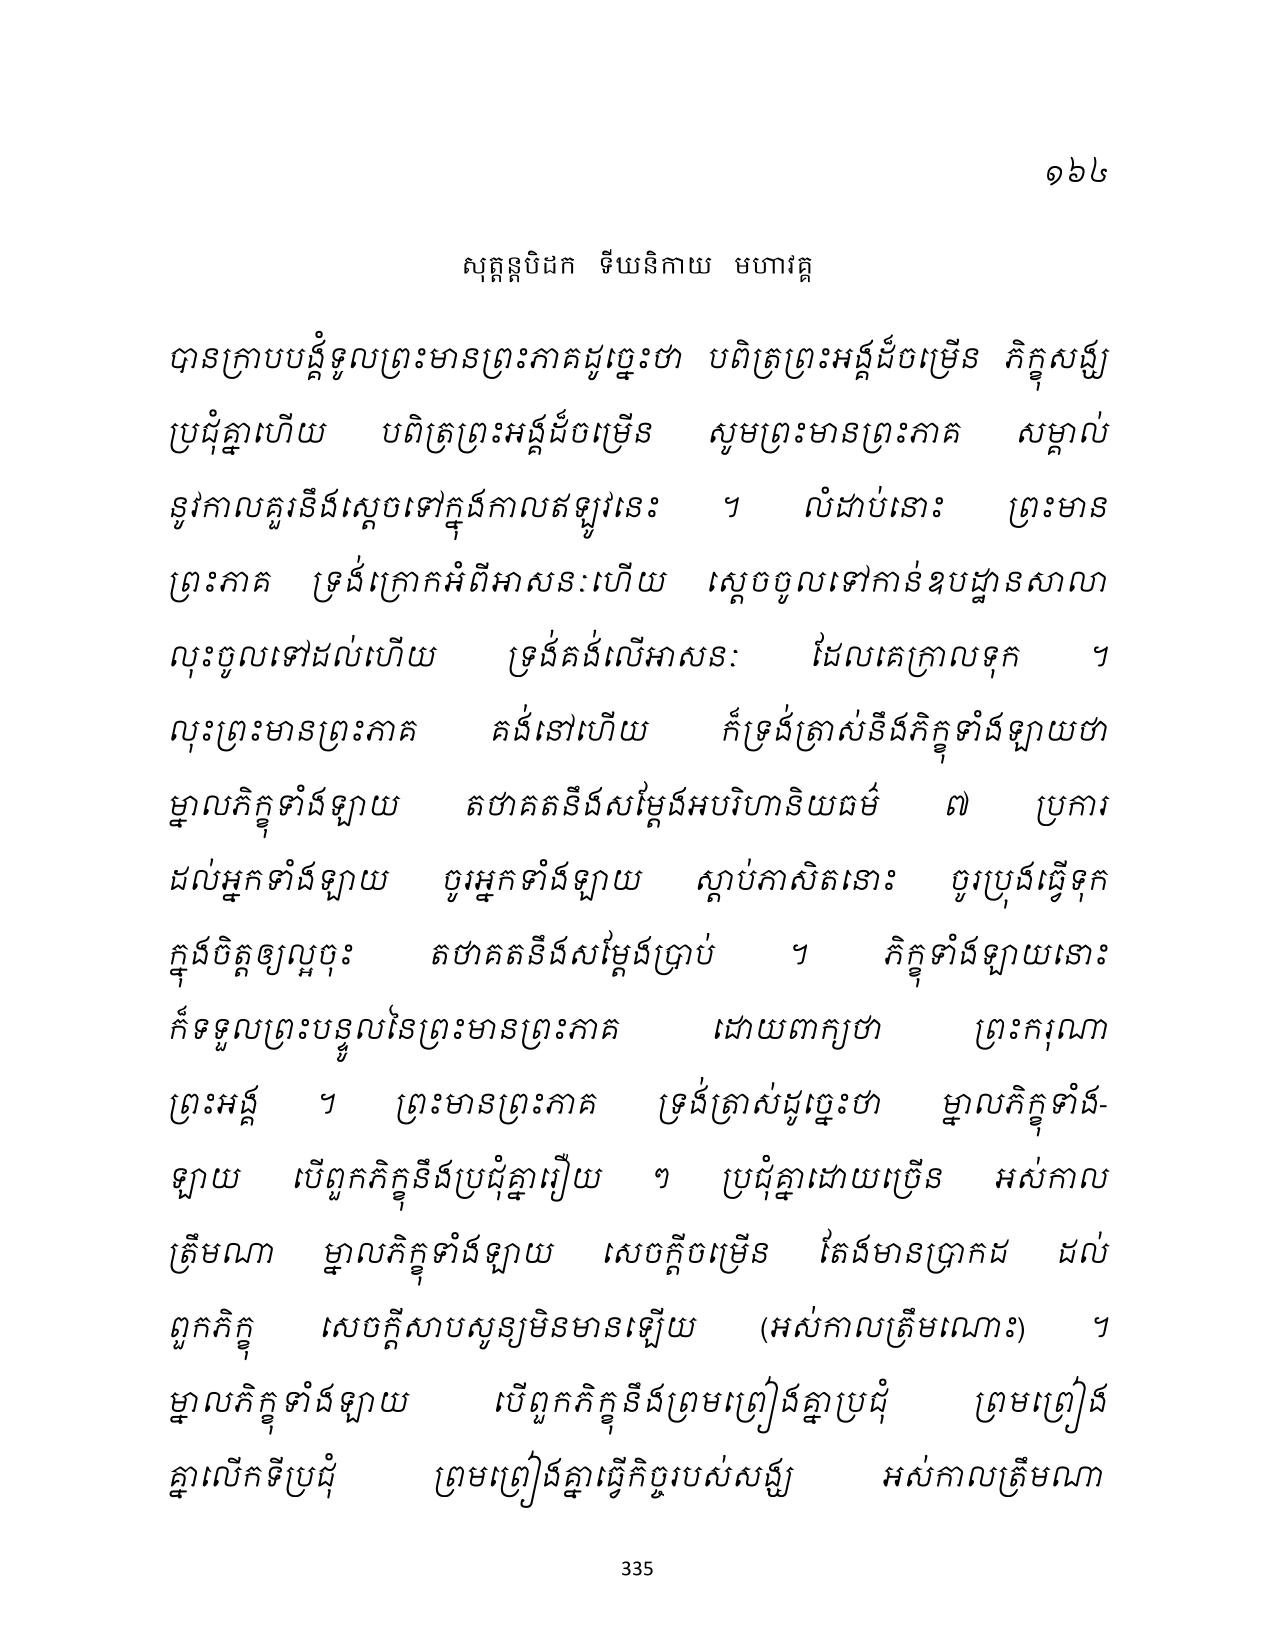 ១៦៤
សុត្តន្តបិដក ទីឃនិកាយ មហាវគ្គ
បានក្រាបបង្គំទូលព្រះមានព្រះភាគដូច្នេះថា បពិត្រព្រះអង្គដ៏ចម្រើន ភិក្ខុសង្ឃ
ប្រជុំគ្នាហើយ បពិត្រព្រះអង្គដ៏ចម្រើន សូមព្រះមានព្រះភាគ សម្គាល់
នូវកាលគួរនឹងស្តេចទៅក្នុងកាលឥឡូវនេះ ។ លំដាប់នោះ ព្រះមាន
ព្រះភាគ ទ្រង់ក្រោកអំពីអាសនៈហើយ ស្តេចចូលទៅកាន់ឧបដ្ឋានសាលា
លុះចូលទៅដល់ហើយ ទ្រង់គង់លើអាសនៈ ដែលគេក្រាលទុក ។
លុះព្រះមានព្រះភាគ គង់នៅហើយ ក៏ទ្រង់ត្រាស់នឹងភិក្ខុទាំងឡាយថា
ម្នាលភិក្ខុទាំងឡាយ តថាគតនឹងសម្តែងអបរិហានិយធម៌ ៧ ប្រការ
ដល់អ្នកទាំងឡាយ ចូរអ្នកទាំងឡាយ ស្តាប់ភាសិតនោះ ចូរប្រុងធ្វើទុក
ក្នុងចិត្តឲ្យល្អចុះ តថាគតនឹងសម្តែងប្រាប់ ។ ភិក្ខុទាំងឡាយនោះ
ក៏ទទួលព្រះបន្ទូលនៃព្រះមានព្រះភាគ ដោយពាក្យថា ព្រះករុណា
ព្រះអង្គ ។ ព្រះមានព្រះភាគ ទ្រង់ត្រាស់ដូច្នេះថា ម្នាលភិក្ខុទាំង-
ឡាយ បើពួកភិក្ខុនឹងប្រជុំគ្នារឿយ ៗ ប្រជុំគ្នាដោយច្រើន អស់កាល
ត្រឹមណា ម្នាលភិក្ខុទាំងឡាយ សេចក្តីចម្រើន តែងមានប្រាកដ ដល់
ពួកភិក្ខុ សេចក្តីសាបសូន្យមិនមានឡើយ (អស់កាលត្រឹមណោះ) ។
ម្នាលភិក្ខុទាំងឡាយ បើពួកភិក្ខុនឹងព្រមព្រៀងគ្នាប្រជុំ ព្រមព្រៀង
គ្នាលើកទីប្រជុំ ព្រមព្រៀងគ្នាធ្វើកិច្ចរបស់សង្ឃ អស់កាលត្រឹមណា
335